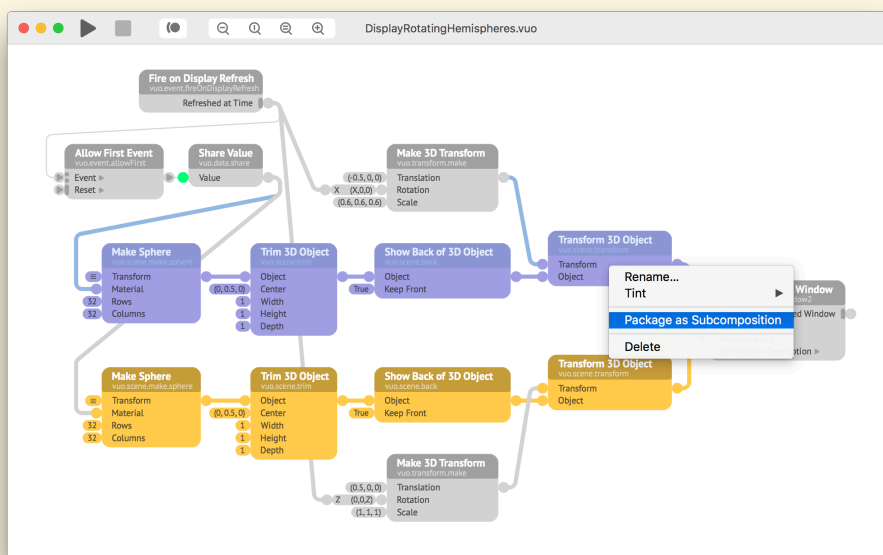 DisplayRotatingHemispheres.vuo
Fire on Display Refresh
vuo.event.fireOnDisplayRefresh
Refreshed at Time
Allow First Event
vuo.event.allowFirst
Event
Reset
Share Value
vuo.data.share
Value
Make 3D Transform
vuo.transform.make
(-0.5, 0, 0) Translation
X (X,0,0) Rotation
(0.6, 0.6, 0.6) Scale
Make Sphere
vuo.scene.make.sphere
Transform
Material
32 Rows
32 Columns
Trim 3D Object
vuo.scene.trim
Object
(0, 0.5, 0) Center
1 Width
1 Height
1 Depth
Show Back of 3D Object
vuo.scene.back
Object
True Keep Front
Transform 3D Object
vuo.scene.transform
Transform
Object
Rename...
Tint
Package as Subcomposition
Delete
Window
dow2
ed Window
ption
Make Sphere
vuo.scene.make.sphere
Transform
Material
32 Rows
32 Columns
Trim 3D Object
vuo.scene.trim
Object
(0, 0.5, 0) Center
1 Width
1 Height
1 Depth
Show Back of 3D Object
vuo.scene.back
Object
True Keep Front
Transform 3D Object
vuo.scene.transform
Transform
Object
Make 3D Transform
vuo.transform.make
(0.5, 0, 0) Translation
Z (0,0,Z) Rotation
(1, 1, 1) Scale